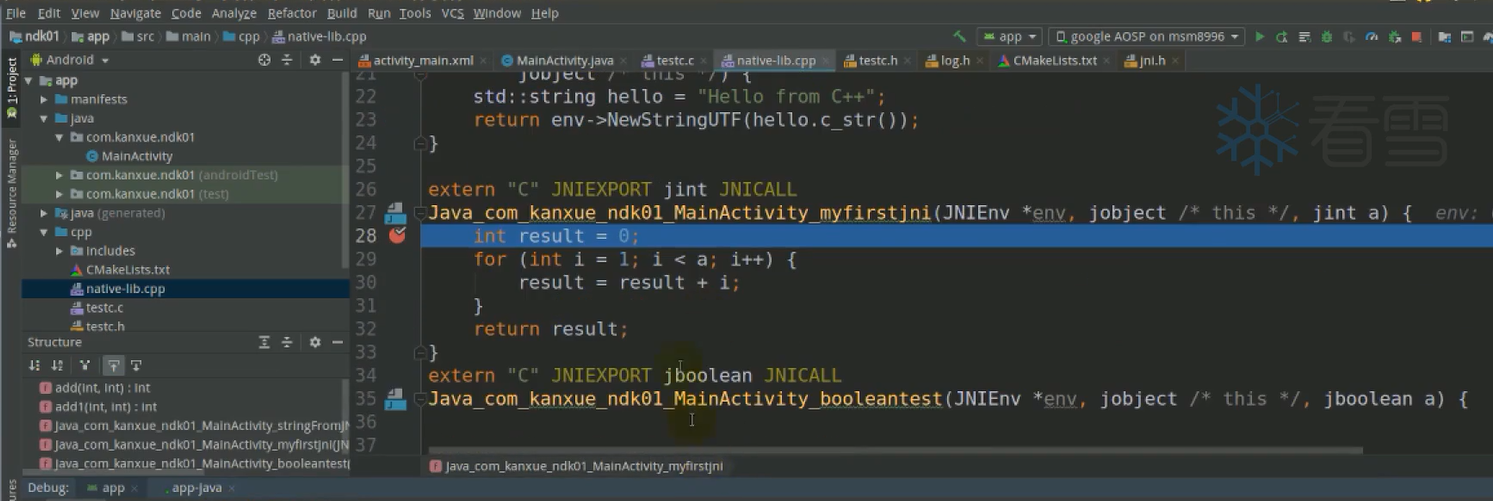 File Edit View Navigate Code Analyze Refactor Build Run Tools VCS Window Help
ndk01 app src main cpp native-lib.cpp app google AOSP on msm8996
Android
activity_main.xml MainActivity.java testc.c native-lib.cpp testc.h log.h CMakeLists.txt jni.h
1: Project
Resource Manager
app
manifests
java
com.kanxue.ndk01
MainActivity
com.kanxue.ndk01 (androidTest)
com.kanxue.ndk01 (test)
java (generated)
cpp
includes
CMakeLists.txt
native-lib.cpp
testc.c
testc.h
Structure
add(int, int) : int
add1(int, int) : int
Java_com_kanxue_ndk01_MainActivity_stringFromJN
Java_com_kanxue_ndk01_MainActivity_myfirstjni(JN
Java_com_kanxue_ndk01_MainActivity_booleantest(
21 jobject /* this */) {
22 std::string hello = "Hello from C++";
23 return env->NewStringUTF(hello.c_str());
24 }
25
26 extern "C" JNIEXPORT jint JNICALL
27 Java_com_kanxue_ndk01_MainActivity_myfirstjni(JNIEnv *env, jobject /* this */, jint a) { env:
28 int result = 0;
29 for (int i = 1; i < a; i++) {
30 result = result + i;
31 }
32 return result;
33 }
34 extern "C" JNIEXPORT jboolean JNICALL
35 Java_com_kanxue_ndk01_MainActivity_booleantest(JNIEnv *env, jobject /* this */, jboolean a) {
36
37
看雪
Java_com_kanxue_ndk01_MainActivity_myfirstjni
Debug: app app-java